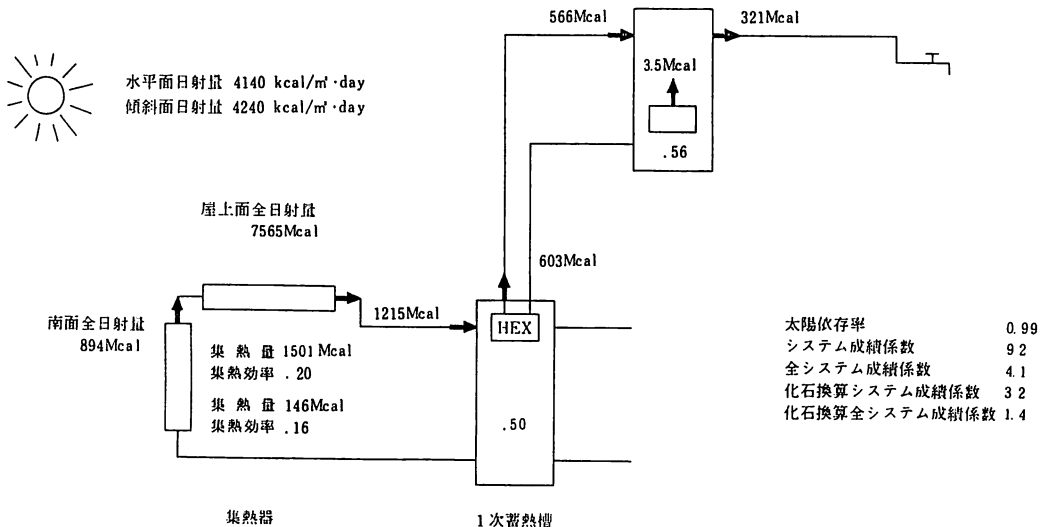 566Mcal
321Mcal
水平面日射量 4140 kcal/㎡·day
傾斜面日射量 4240 kcal/㎡·day
3.5Mcal
.56
屋上面全日射量
7565Mcal
603Mcal
1215Mcal
南面全日射量
894Mcal
HEX
集熱量 1501Mcal
集熱効率 .20
集熱量 146Mcal
集熱効率 .16
.50
太陽依存率 0.99
システム成績係数 9 2
全システム成績係数 4.1
化石換算システム成績係数 3 2
化石換算全システム成績係数 1.4
集熱器
1次蓄熱槽